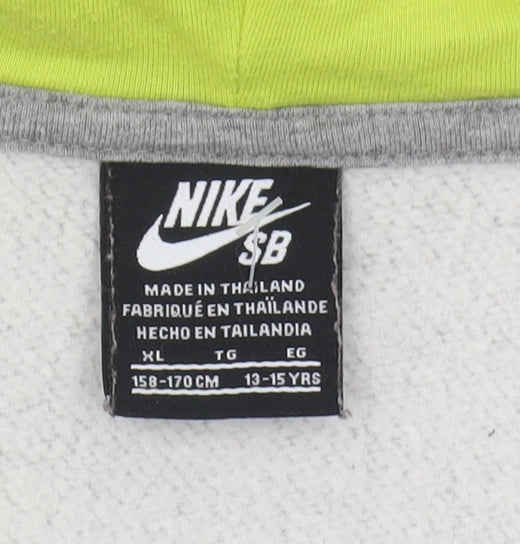 NIKE
SB
MADE IN THAILAND
FABRIQUÉ EN THAÏLANDE
HECHO EN TAILANDIA
XL TG EG
158-170 CM 13-15 YRS